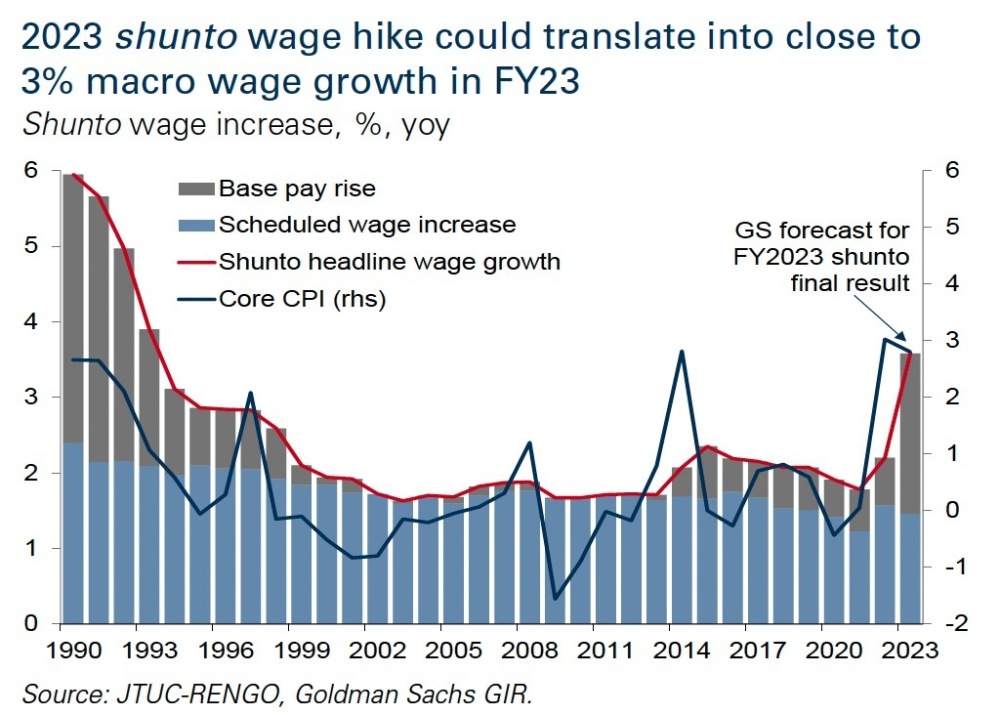 2023 shunto wage hike could translate into close to
3% macro wage growth in FY23
Shunto wage increase, %, yoy
6
5
4
3
2
1
0
Base pay rise
Scheduled wage increase
Shunto headline wage growth
Core CPI (rhs)
GS forecast for
FY2023 shunto
final result
6
5
4
3
2
1
0
-1
-2
1990 1993 1996 1999 2002 2005 2008 2011 2014 2017 2020 2023
Source: JTUC-RENGO, Goldman Sachs GIR.